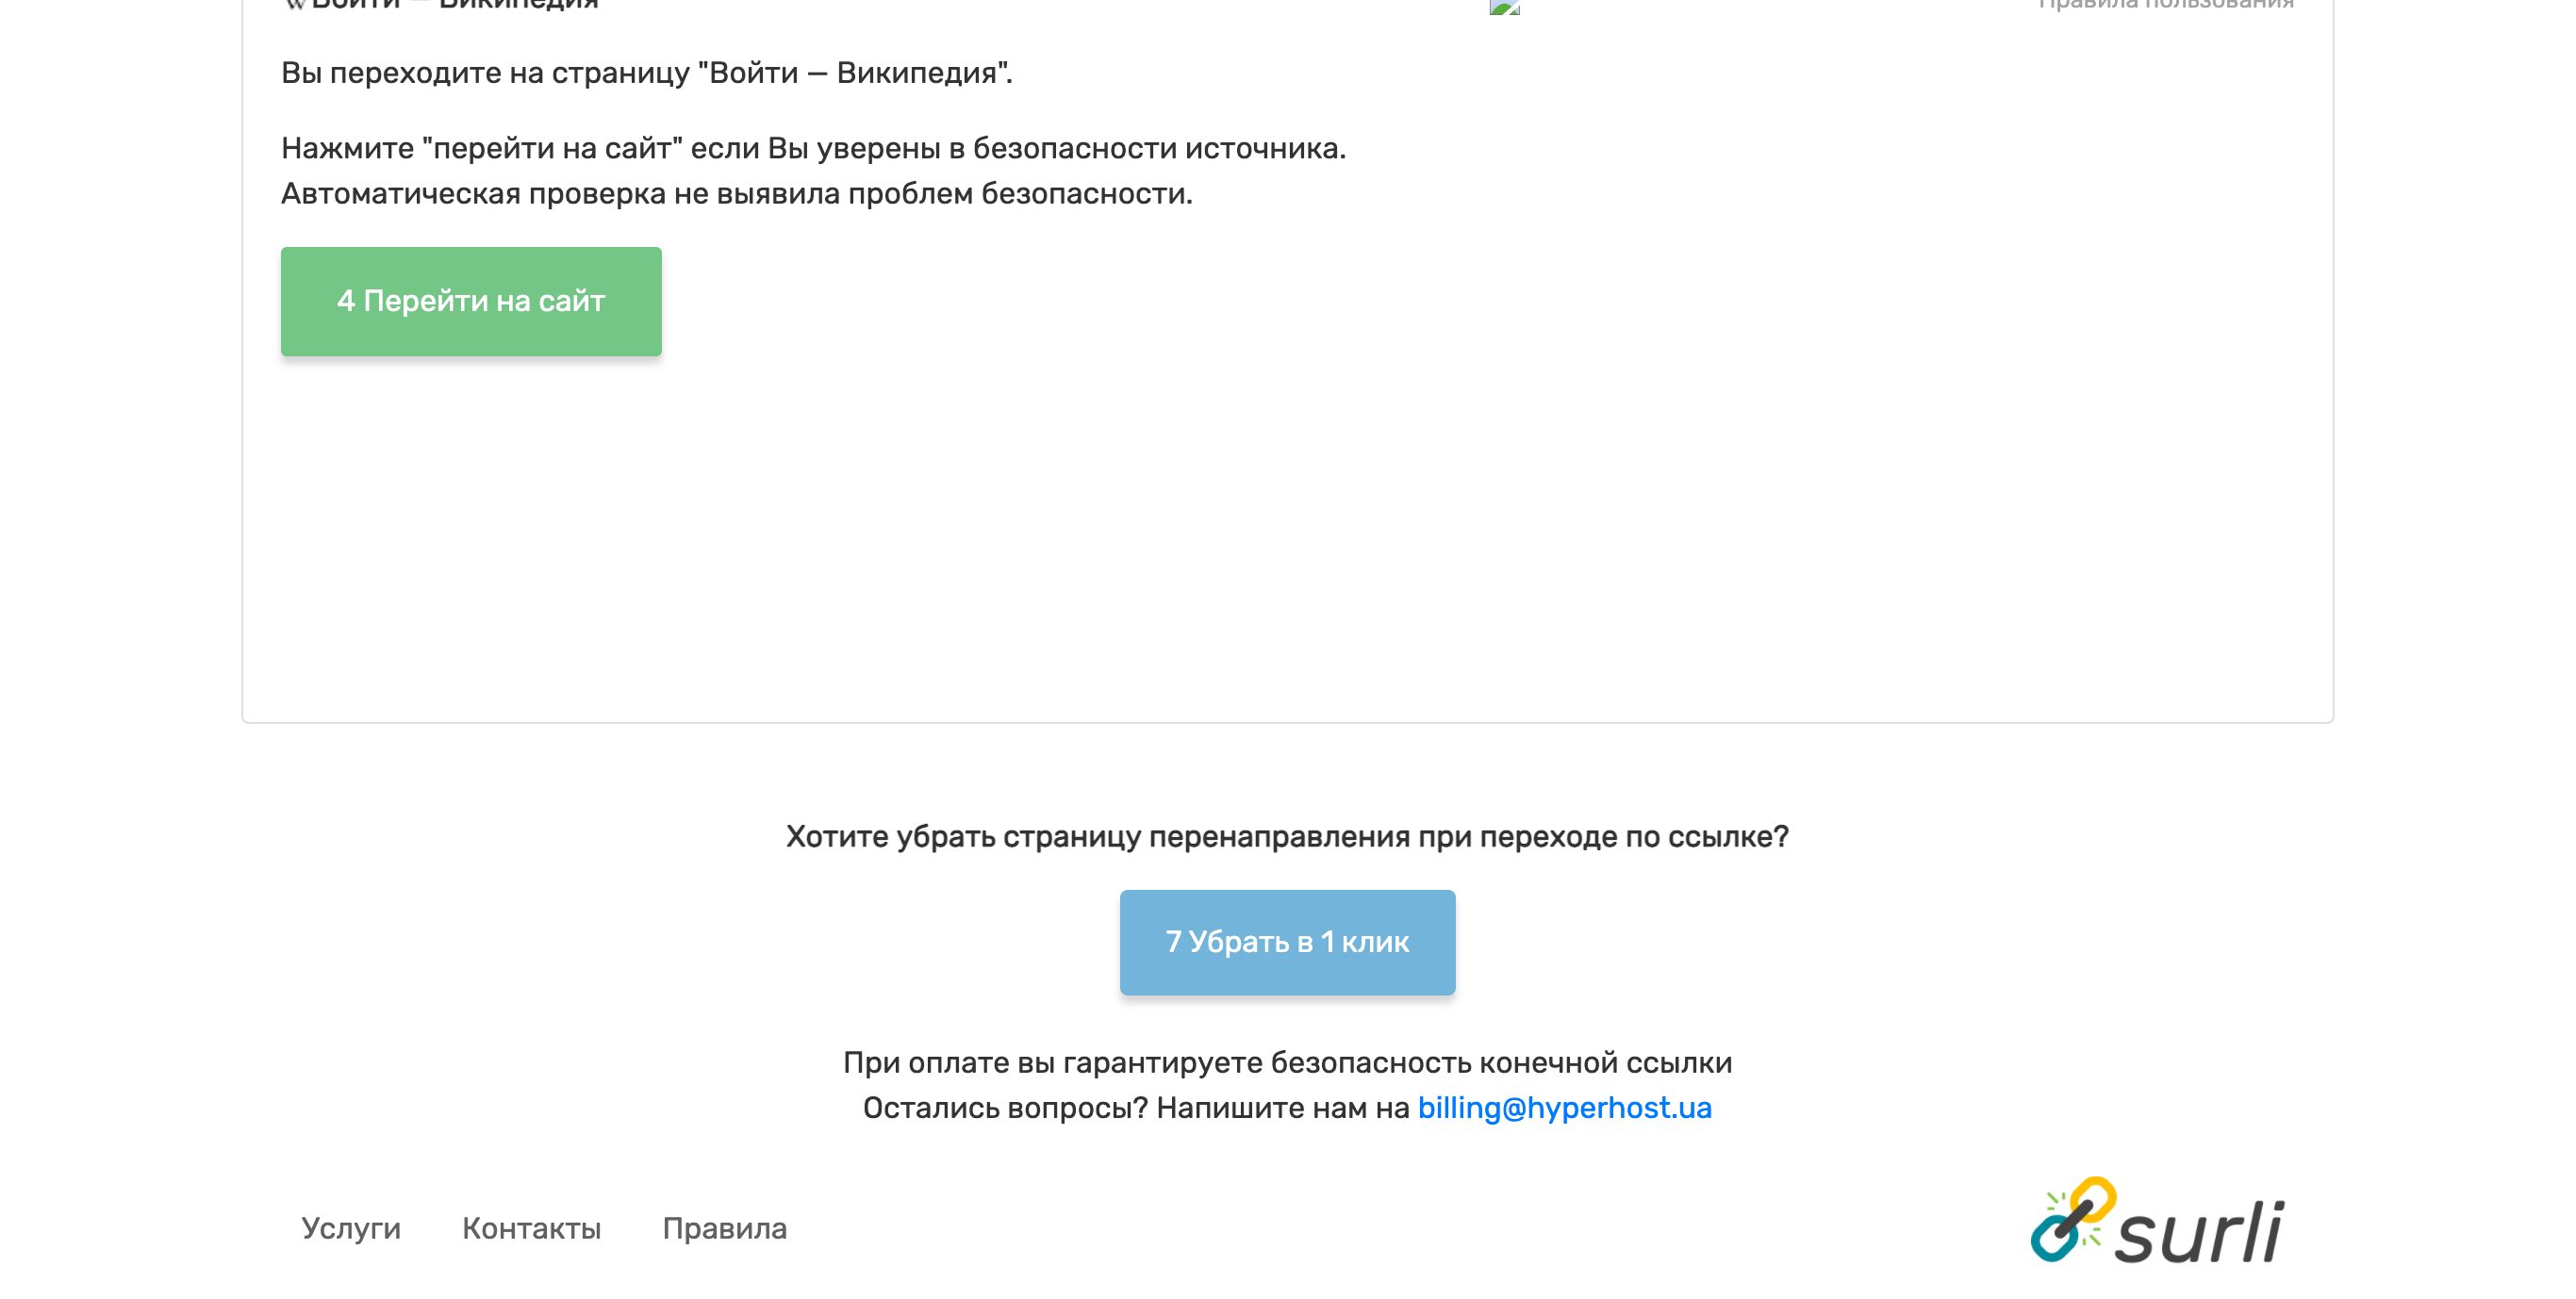 Войти — Википедия
Правила пользования
Вы переходите на страницу "Войти — Википедия".
Нажмите "перейти на сайт" если Вы уверены в безопасности источника.
Автоматическая проверка не выявила проблем безопасности.
4 Перейти на сайт
Хотите убрать страницу перенаправления при переходе по ссылке?
7 Убрать в 1 клик
При оплате вы гарантируете безопасность конечной ссылки
Остались вопросы? Напишите нам на billing@hyperhost.ua
Услуги Контакты Правила
surli